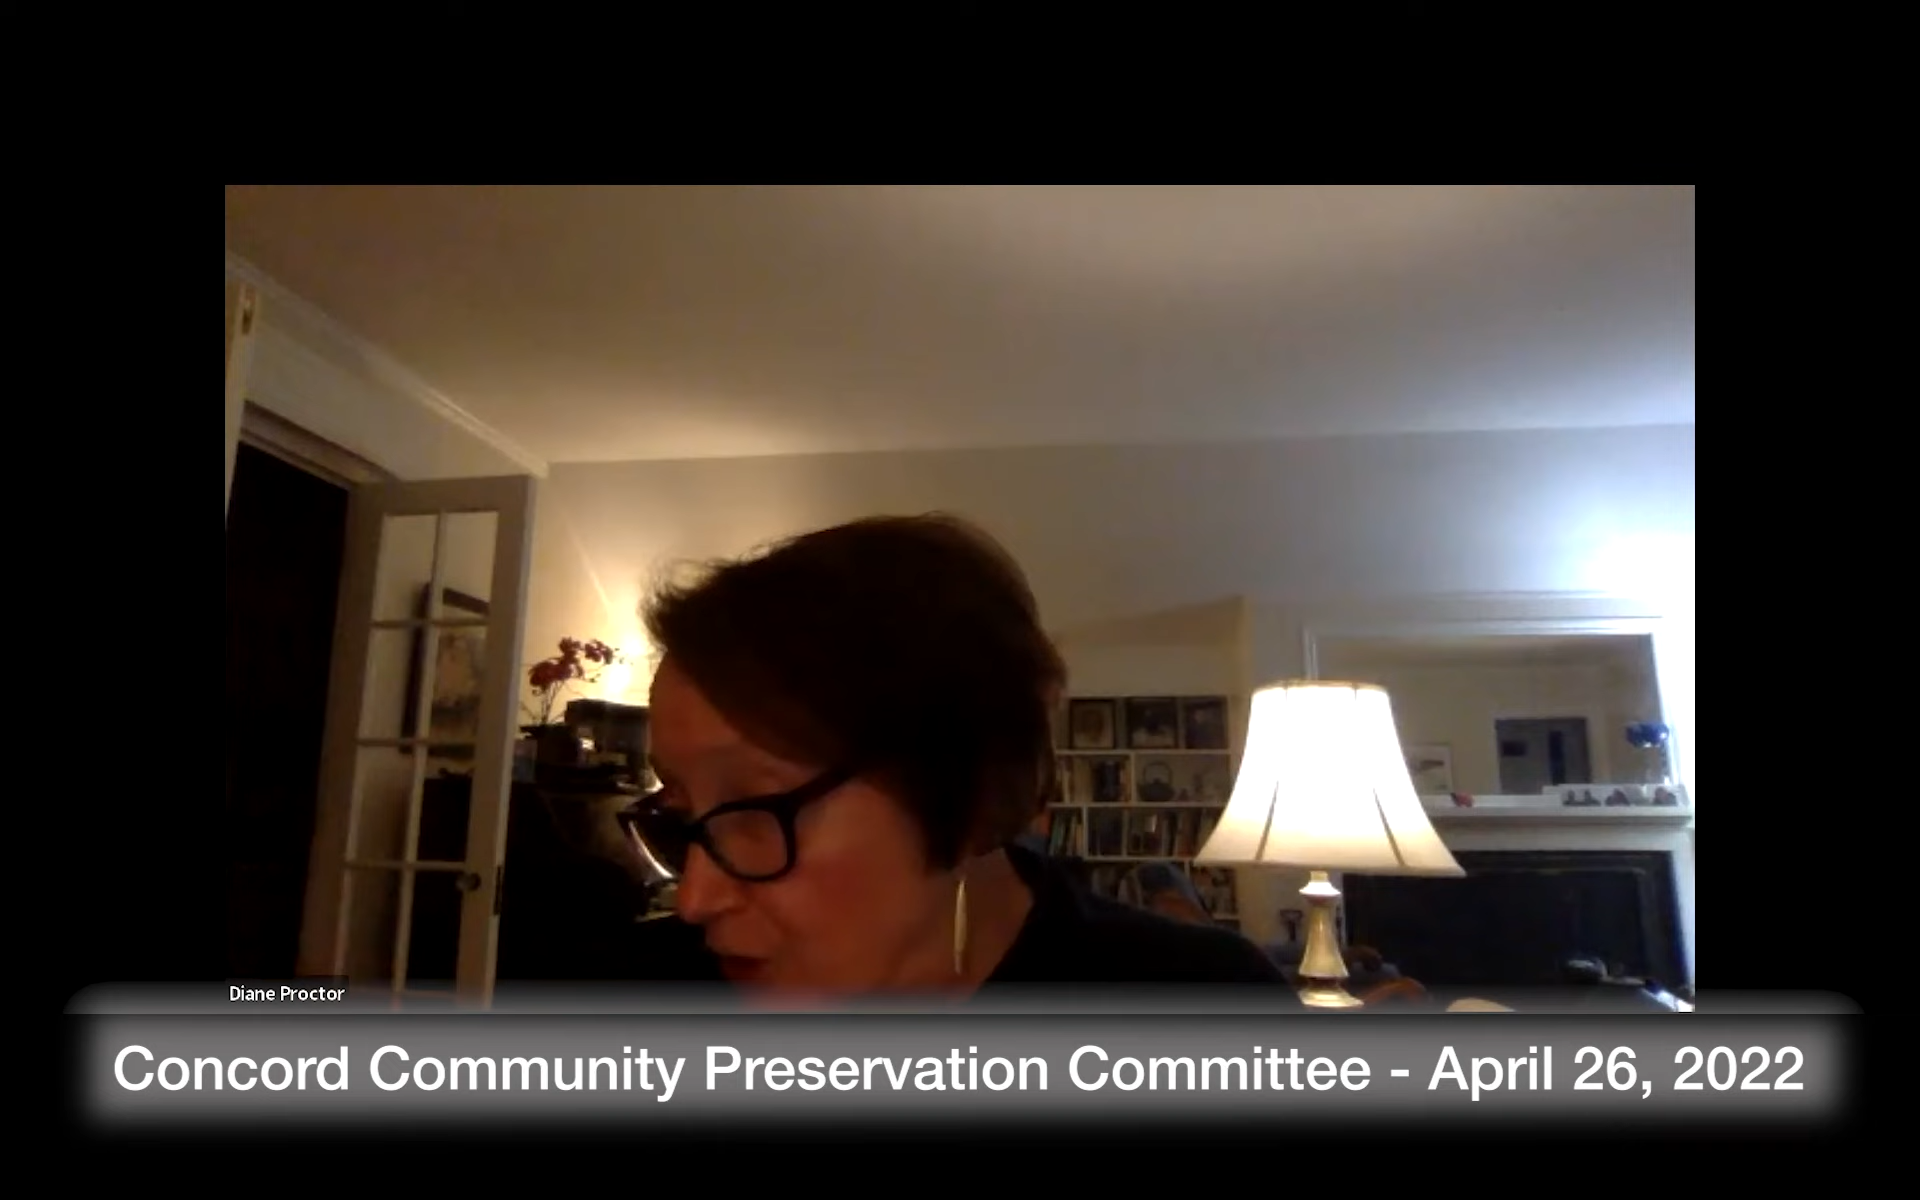 Diane Proctor
Concord Community Preservation Committee - April 26, 2022